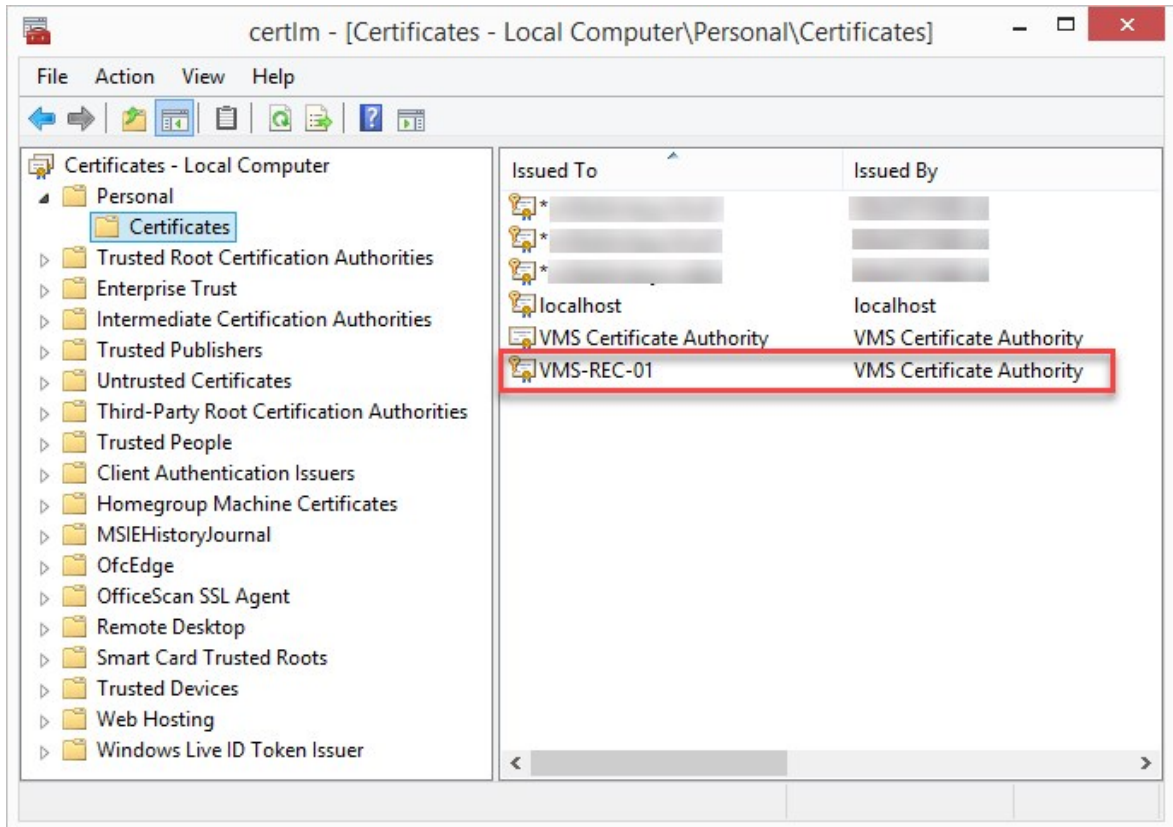 certlm - [Certificates - Local Computer\Personal\Certificates]
File Action View Help
Certificates - Local Computer
Personal
Certificates
Trusted Root Certification Authorities
Enterprise Trust
Intermediate Certification Authorities
Trusted Publishers
Untrusted Certificates
Third-Party Root Certification Authorities
Trusted People
Client Authentication Issuers
Homegroup Machine Certificates
MSIEHistoryJournal
OfcEdge
OfficeScan SSL Agent
Remote Desktop
Smart Card Trusted Roots
Trusted Devices
Web Hosting
Windows Live ID Token Issuer
Issued To Issued By
*
*
*
localhost localhost
VMS Certificate Authority VMS Certificate Authority
VMS-REC-01 VMS Certificate Authority